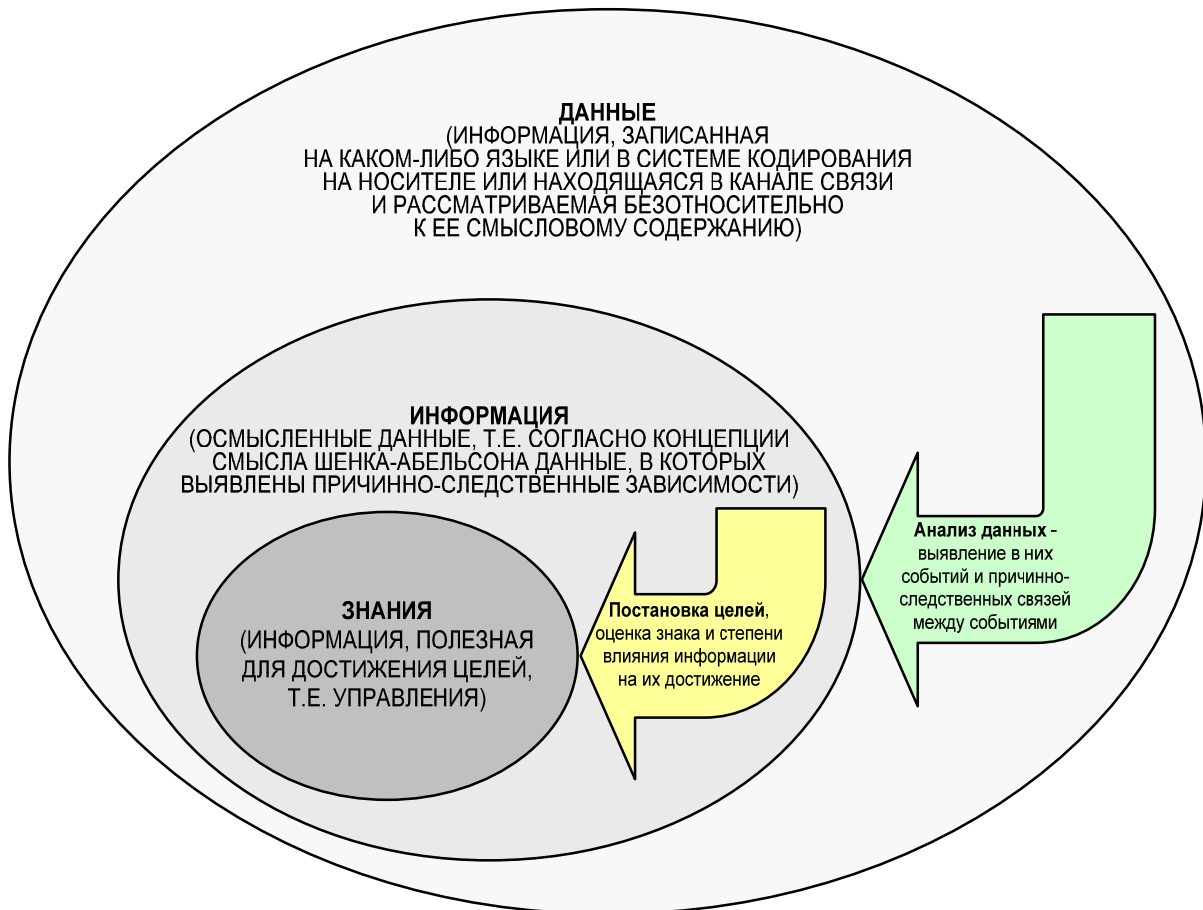 ДАННЫЕ
(ИНФОРМАЦИЯ, ЗАПИСАННАЯ
НА КАКОМ-ЛИБО ЯЗЫКЕ ИЛИ В СИСТЕМЕ КОДИРОВАНИЯ
НА НОСИТЕЛЕ ИЛИ НАХОДЯЩАЯСЯ В КАНАЛЕ СВЯЗИ
И РАССМАТРИВАЕМАЯ БЕЗОТНОСИТЕЛЬНО
К ЕЕ СМЫСЛОВОМУ СОДЕРЖАНИЮ)
ИНФОРМАЦИЯ
(ОСМЫСЛЕННЫЕ ДАННЫЕ, Т.Е. СОГЛАСНО КОНЦЕПЦИИ
СМЫСЛА ШЕНКА-АБЕЛЬСОНА ДАННЫЕ, В КОТОРЫХ
ВЫЯВЛЕНЫ ПРИЧИННО-СЛЕДСТВЕННЫЕ ЗАВИСИМОСТИ)
Анализ данных -
выявление в них
событий и причинно-
следственных связей
между событиями
Постановка целей,
оценка знака и степени
влияния информации
на их достижение
ЗНАНИЯ
(ИНФОРМАЦИЯ, ПОЛЕЗНАЯ
ДЛЯ ДОСТИЖЕНИЯ ЦЕЛЕЙ,
Т.Е. УПРАВЛЕНИЯ)